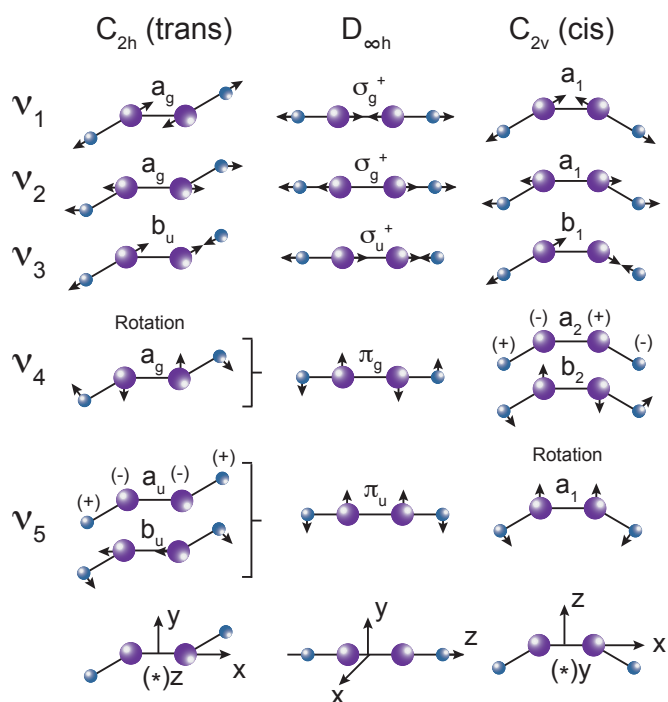 C2h (trans) D∞h C2v (cis)
ν1 ag σg+ a1
ν2 ag σg+ a1
ν3 bu σu+ b1
Rotation
ν4 ag πg
(+) (-) a2 (+) (-)
b2
(+) (-) au (-) (+)
Rotation
ν5 bu πu a1
y y z
x z x
(*)z x (*)y